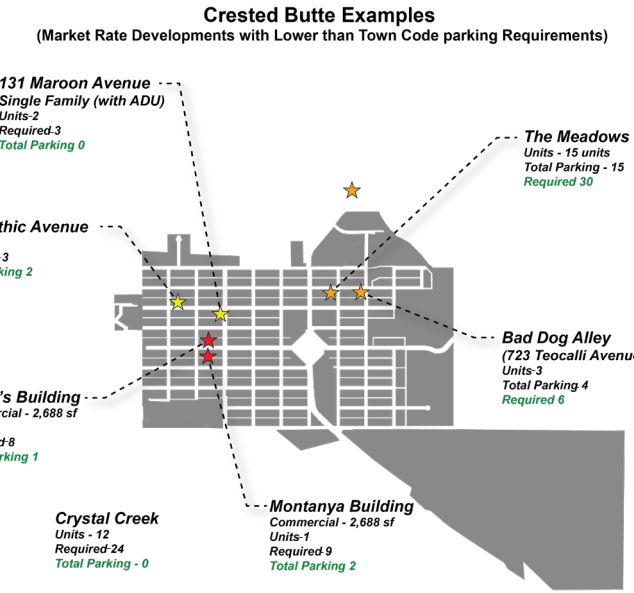 Crested Butte Examples
(Market Rate Developments with Lower than Town Code parking Requirements)
131 Maroon Avenue
Single Family (with ADU)
Units-2
Required-3
Total Parking 0
The Meadows
Units - 15 units
Total Parking - 15
Required 30
thic Avenue
-3
king 2
Bad Dog Alley
(723 Teocalli Avenue
Units-3
Total Parking 4
Required 6
's Building
rcial - 2,688 sf
d-8
rking 1
Montanya Building
Commercial - 2,688 sf
Units-1
Required-9
Total Parking 2
Crystal Creek
Units - 12
Required-24
Total Parking - 0